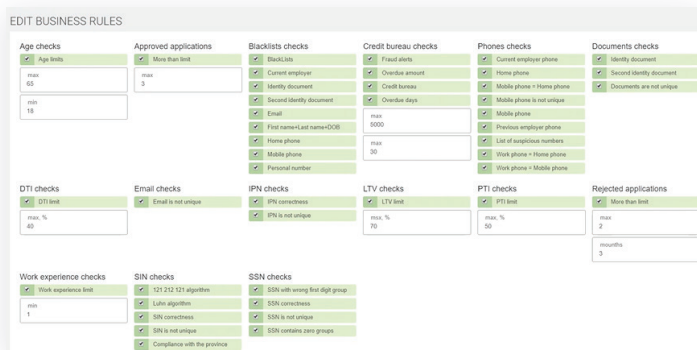 EDIT BUSINESS RULES
Age checks
Age limits
max
65
min
18
Approved applications
More than limit
max
3
Blacklists checks
BlackLists
Current employer
Identity document
Second identity document
Email
First name+Last name+DOB
Home phone
Mobile phone
Personal number
Credit bureau checks
Fraud alerts
Overdue amount
Credit bureau
Overdue days
max
5000
max
30
Phones checks
Current employer phone
Home phone
Mobile phone = Home phone
Mobile phone is not unique
Mobile phone
Previous employer phone
List of suspicious numbers
Work phone = Home phone
Work phone = Mobile phone
Documents checks
Identity document
Second identity document
Documents are not unique
DTI checks
DTI limit
max, %
40
Email checks
Email is not unique
IPN checks
IPN correctness
IPN is not unique
LTV checks
LTV limit
max, %
70
PTI checks
PTI limit
max, %
50
Rejected applications
More than limit
max
2
mounths
3
Work experience checks
Work experience limit
min
1
SIN checks
121 212 121 algorithm
Luhn algorithm
SIN correctness
SIN is not unique
Compliance with the province
SSN checks
SSN with wrong first digit group
SSN correctness
SSN is not unique
SSN contains zero groups